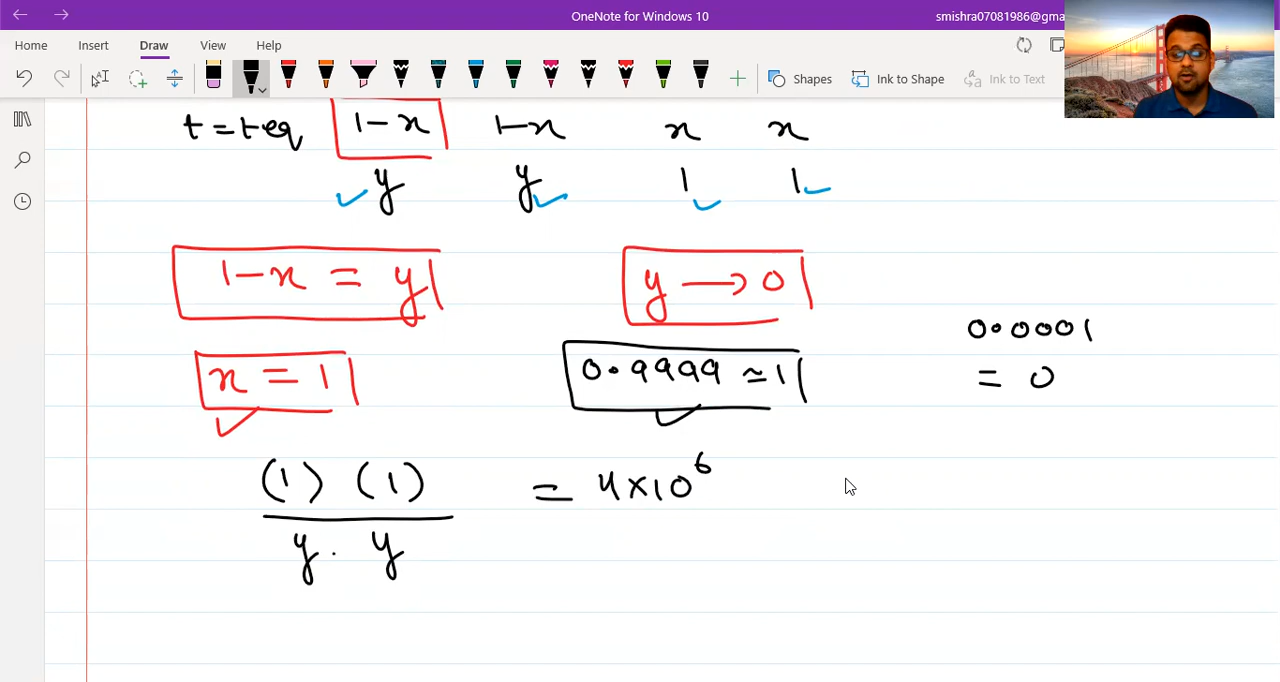 OneNote for Windows 10
smishra07081986@gma
Home Insert Draw View Help
Shapes Ink to Shape Ink to Text
t = teq 1-x 1-x x x
y y 1 1
1-x = y y → 0
0.0001
x = 1 0.9999 ≃ 1 = 0
(1) (1) = 4×10⁶
y . y